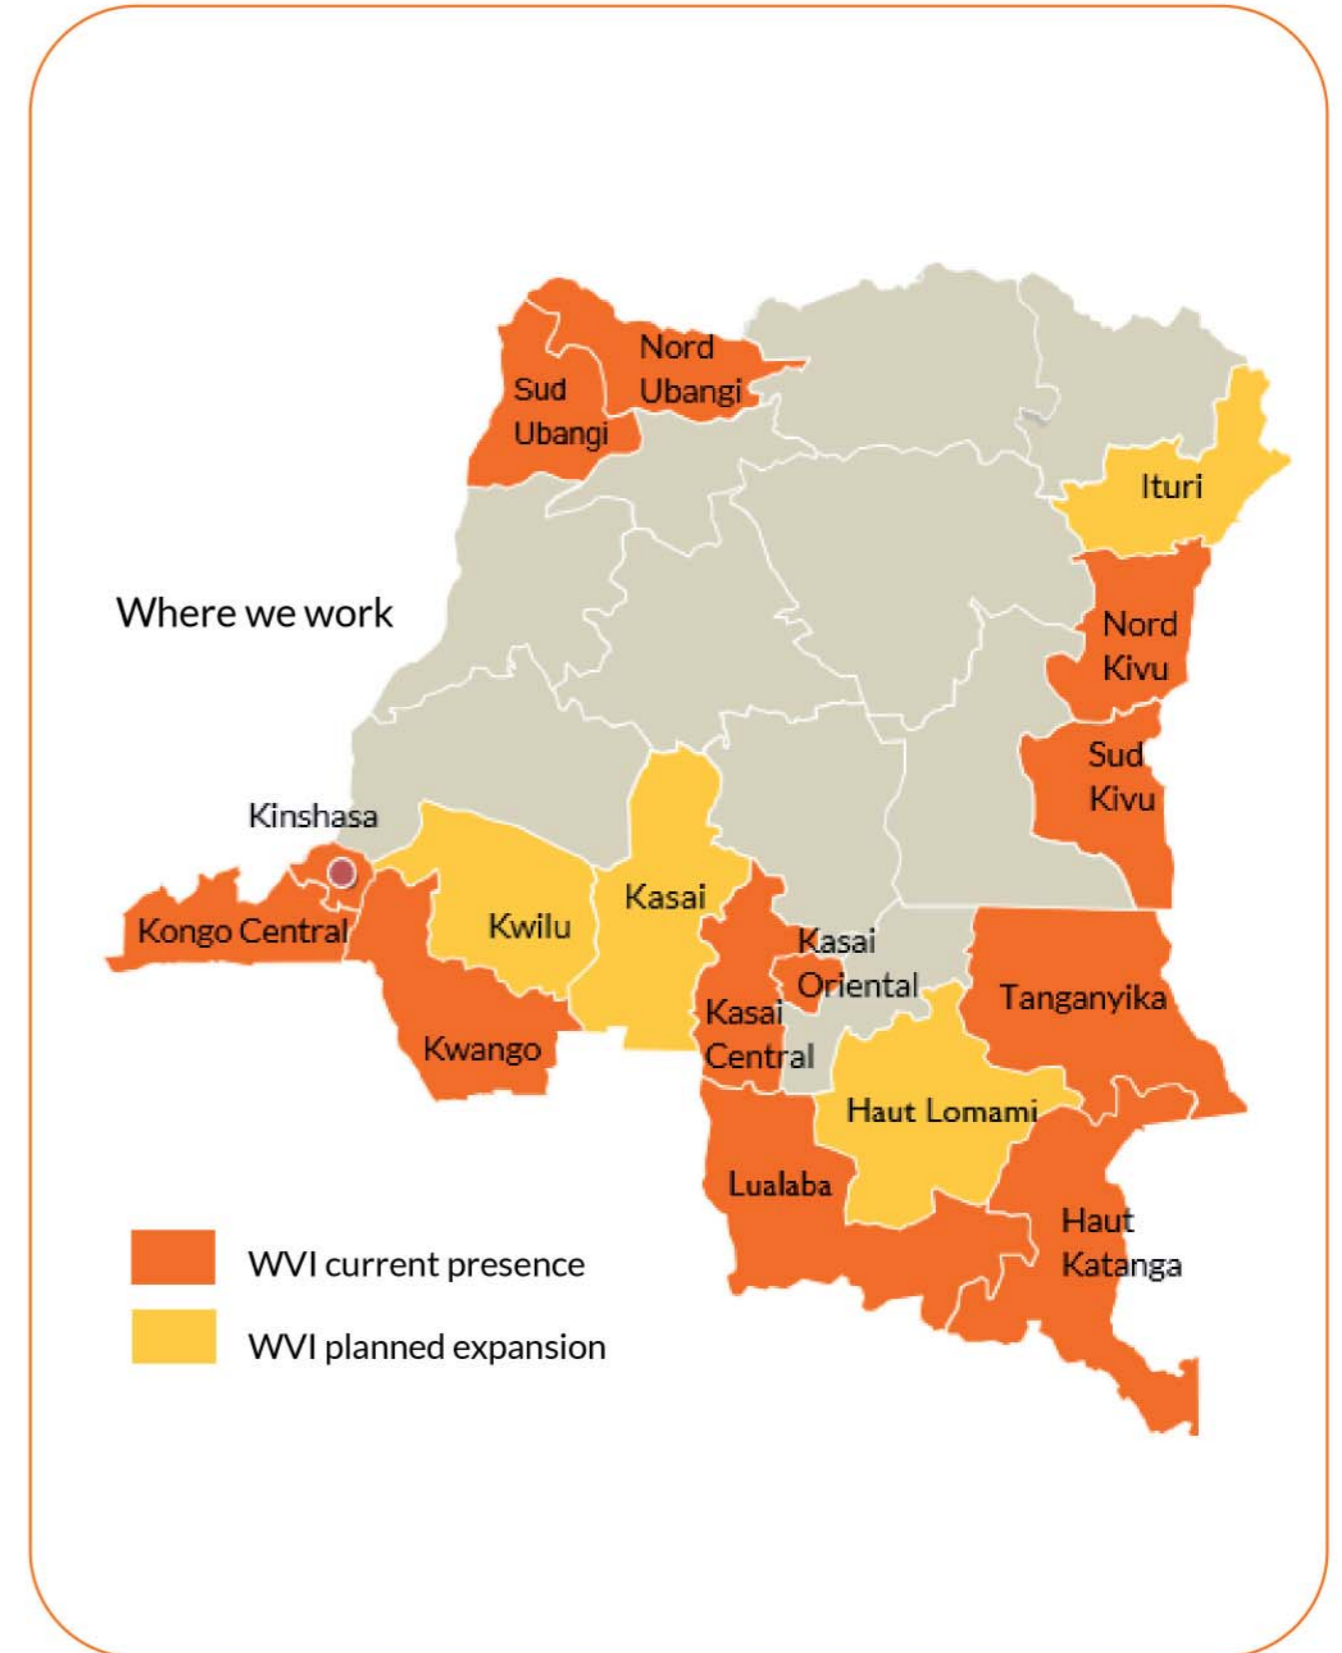 Nord
Ubangi
Sud
Ubangi
Ituri
Where we work
Nord
Kivu
Sud
Kivu
Kinshasa
Kasai
Kwilu
Kongo Central
Kasai
Oriental
Tanganyika
Kasai
Central
Kwango
Haut Lomami
Lualaba
Haut
Katanga
WVI current presence
WVI planned expansion